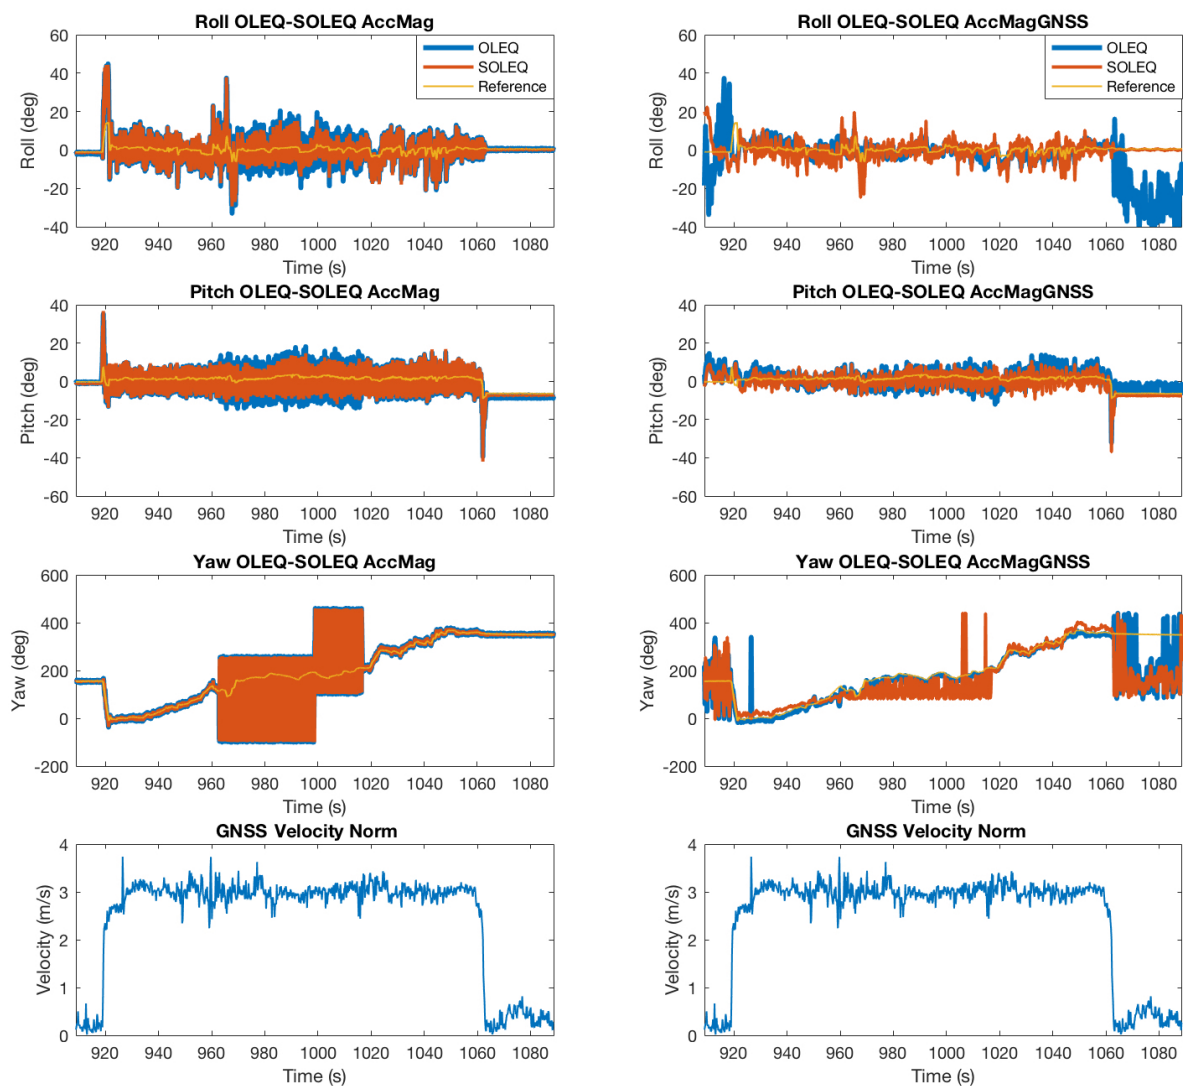 Roll OLEQ-SOLEQ AccMag
60
40
20
0
-20
-40
Roll (deg)
OLEQ
SOLEQ
Reference
920 940 960 980 1000 1020 1040 1060 1080
Time (s)
Roll OLEQ-SOLEQ AccMagGNSS
60
40
20
0
-20
-40
Roll (deg)
OLEQ
SOLEQ
Reference
920 940 960 980 1000 1020 1040 1060 1080
Time (s)
Pitch OLEQ-SOLEQ AccMag
40
20
0
-20
-40
-60
Pitch (deg)
920 940 960 980 1000 1020 1040 1060 1080
Time (s)
Pitch OLEQ-SOLEQ AccMagGNSS
40
20
0
-20
-40
-60
Pitch (deg)
920 940 960 980 1000 1020 1040 1060 1080
Time (s)
Yaw OLEQ-SOLEQ AccMag
600
400
200
0
-200
Yaw (deg)
920 940 960 980 1000 1020 1040 1060 1080
Time (s)
Yaw OLEQ-SOLEQ AccMagGNSS
600
400
200
0
-200
Yaw (deg)
920 940 960 980 1000 1020 1040 1060 1080
Time (s)
GNSS Velocity Norm
4
3
2
1
0
Velocity (m/s)
920 940 960 980 1000 1020 1040 1060 1080
Time (s)
GNSS Velocity Norm
4
3
2
1
0
Velocity (m/s)
920 940 960 980 1000 1020 1040 1060 1080
Time (s)